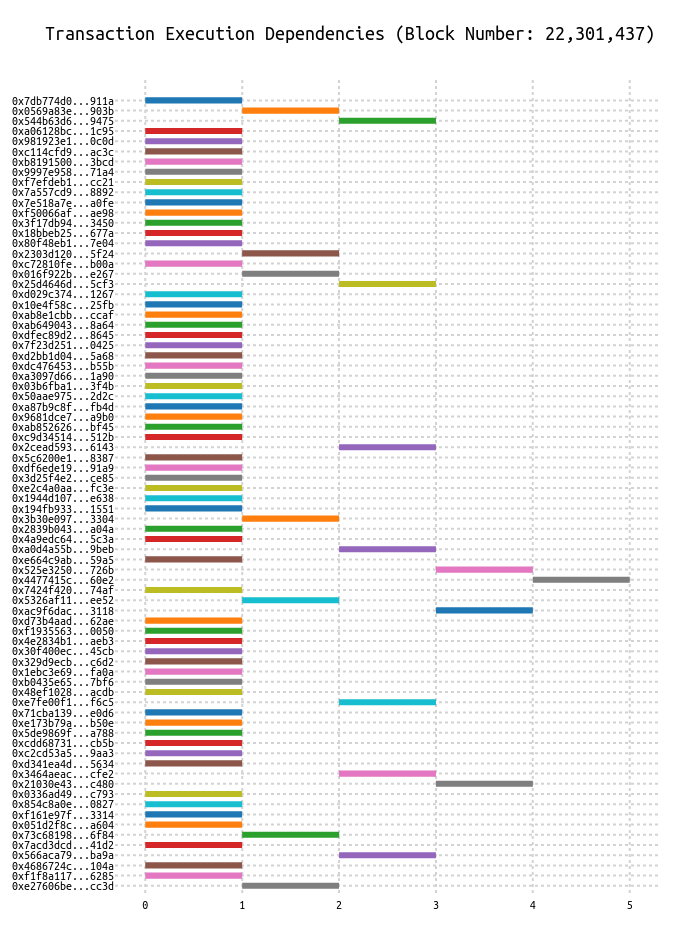 Transaction Execution Dependencies (Block Number: 22,301,437)
0x7db774d0...911a
0x0569a83e...903b
0x544b63d6...9475
0xa06128bc...1c95
0x981923e1...0c0d
0xc114cfd9...ac3c
0xb8191500...3bcd
0x9997e958...71a4
0xf7efdeb1...cc21
0x7a557cd9...8892
0x7e518a7e...a0fe
0xf50066af...ae98
0x3f17db94...3450
0x18bbeb25...677a
0x80f48eb1...7e04
0x2303d120...5f24
0xc72810fe...b00a
0x016f922b...e267
0x25d4646d...5cf3
0xd029c374...1267
0x10e4f58c...25fb
0xab8e1cbb...ccaf
0xab649043...8a64
0xdfec89d2...8645
0x7f23d251...0425
0xd2bb1d04...5a68
0xdc476453...b55b
0xa3097d66...1a90
0x03b6fba1...3f4b
0x50aae975...2d2c
0xa87b9c8f...fb4d
0x9681dce7...a9b0
0xab852626...bf45
0xc9d34514...512b
0x2cead593...6143
0x5c6200e1...8387
0xdf6ede19...91a9
0x3d25f4e2...ce85
0xe2c4a0aa...fc3e
0x1944d107...e638
0x194fb933...1551
0x3b30e097...3304
0x2839b043...a04a
0x4a9edc64...5c3a
0xa0d4a55b...9beb
0xe664c9ab...59a5
0x525e3250...726b
0x4477415c...60e2
0x7424f420...74af
0x5326af11...ee52
0xac9f6dac...3118
0xd73b4aad...62ae
0xf1935563...0050
0x4e2834b1...aeb3
0x30f400ec...45cb
0x329d9ecb...c6d2
0x1ebc3e69...fa0a
0xb0435e65...7bf6
0x48ef1028...acdb
0xe7fe00f1...f6c5
0x71cba139...e0d6
0xe173b79a...b50e
0x5de9869f...a788
0xcdd68731...cb5b
0xc2cd53a5...9aa3
0xd341ea4d...5634
0x3464aeac...cfe2
0x21030e43...c480
0x0336ad49...c793
0x854c8a0e...0827
0xf161e97f...3314
0x051d2f8c...a604
0x73c68198...6f84
0x7acd3dcd...41d2
0x566aca79...ba9a
0x4686724c...104a
0xf1f8a117...6285
0xe27606be...cc3d
0 1 2 3 4 5